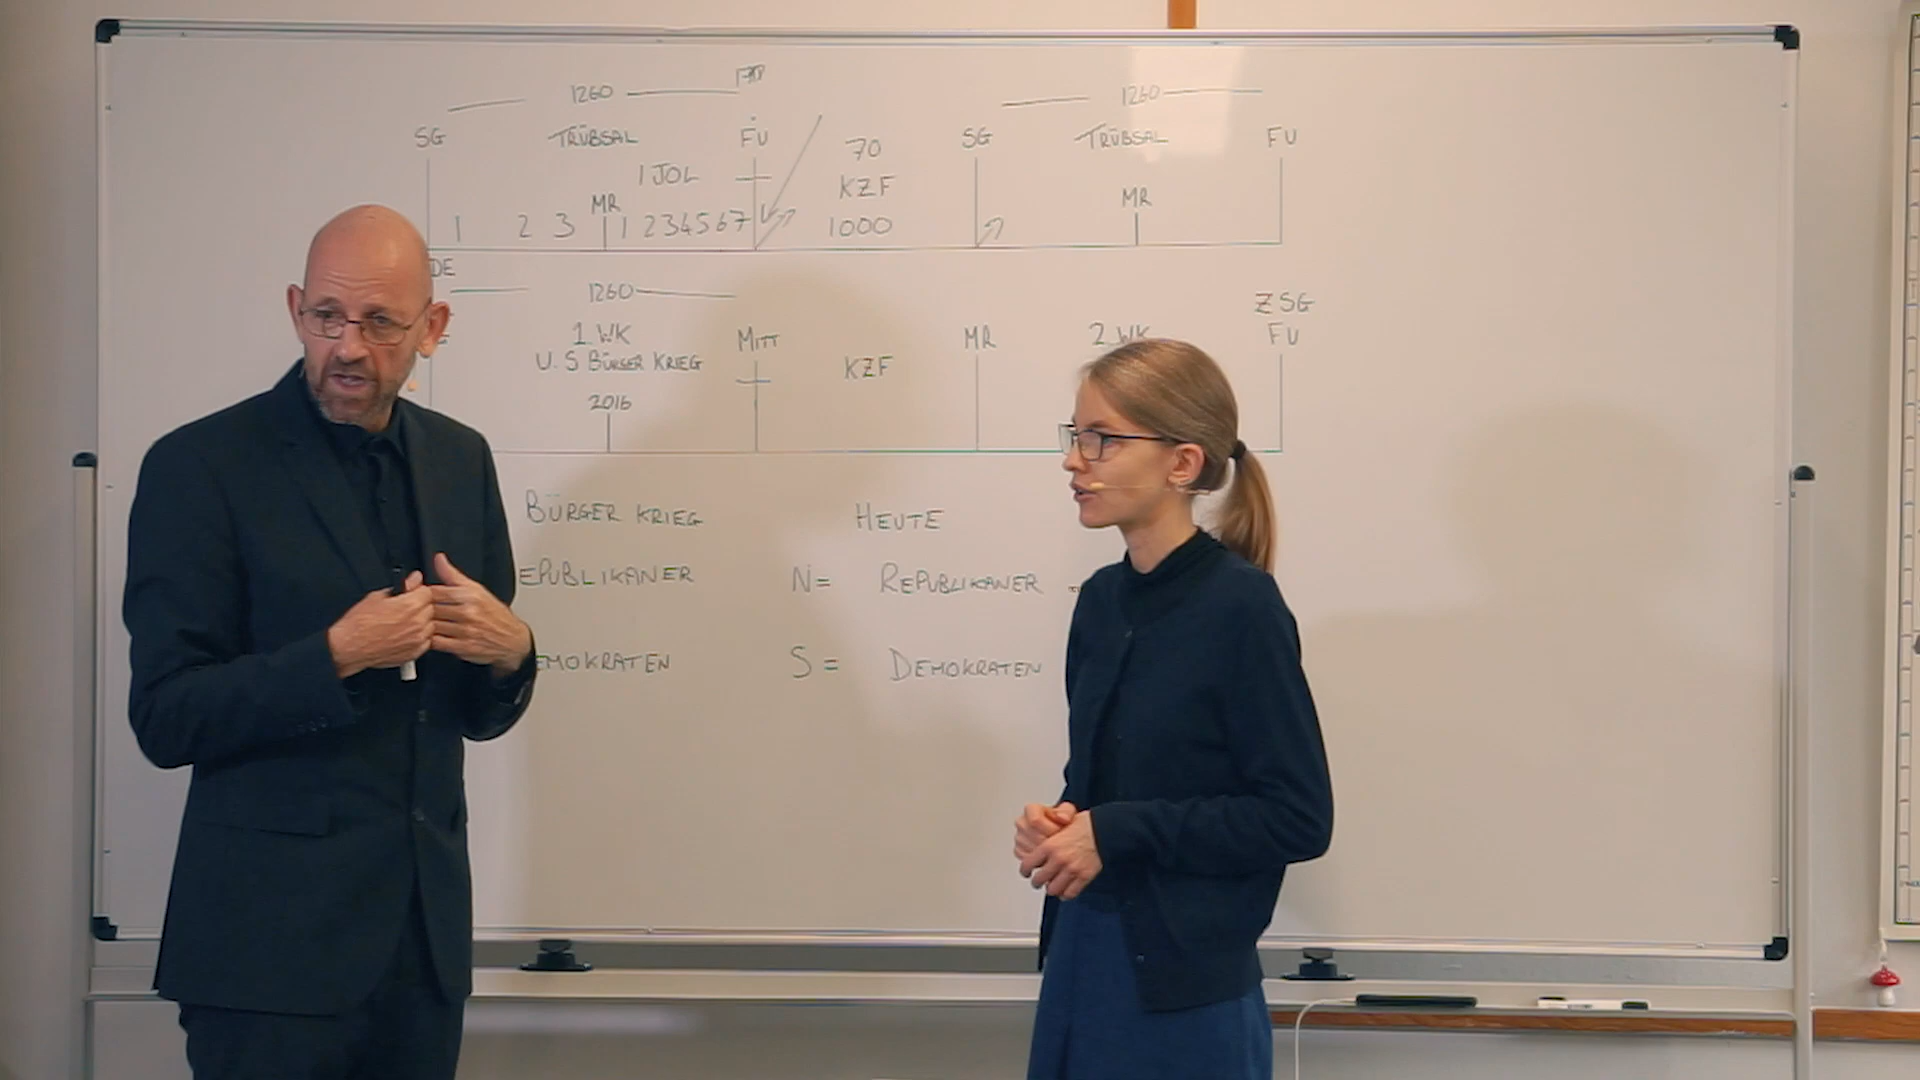 1260
1260
SG TRÜBSAL FU 70 SG TRÜBSAL FU
1 JOL KZF
MR MR
1 2 3 1 2 3 4 5 6 7 1000
DE
1260
ZSG
1. WK MITT MR 2. WK FU
U.S BÜRGER KRIEG KZF
2016
BÜRGER KRIEG HEUTE
EPUBLIKANER N= REPUBLIKANER
EMOKRATEN S = DEMOKRATEN